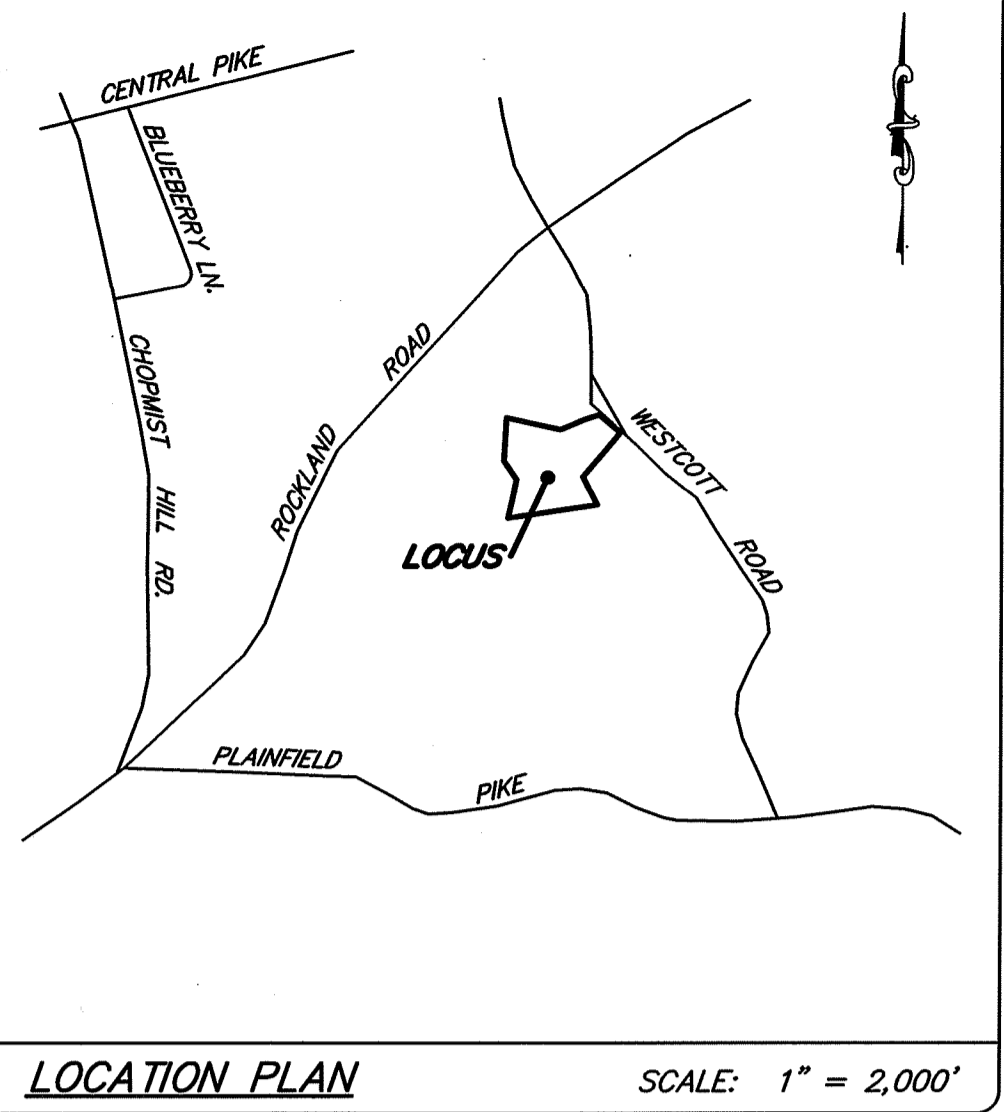 CENTRAL PIKE
BLUEBERRY LN.
CHOPMIST HILL RD.
ROCKLAND ROAD
WESTCOTT ROAD
LOCUS
PLAINFIELD PIKE
LOCATION PLAN
SCALE: 1" = 2,000'